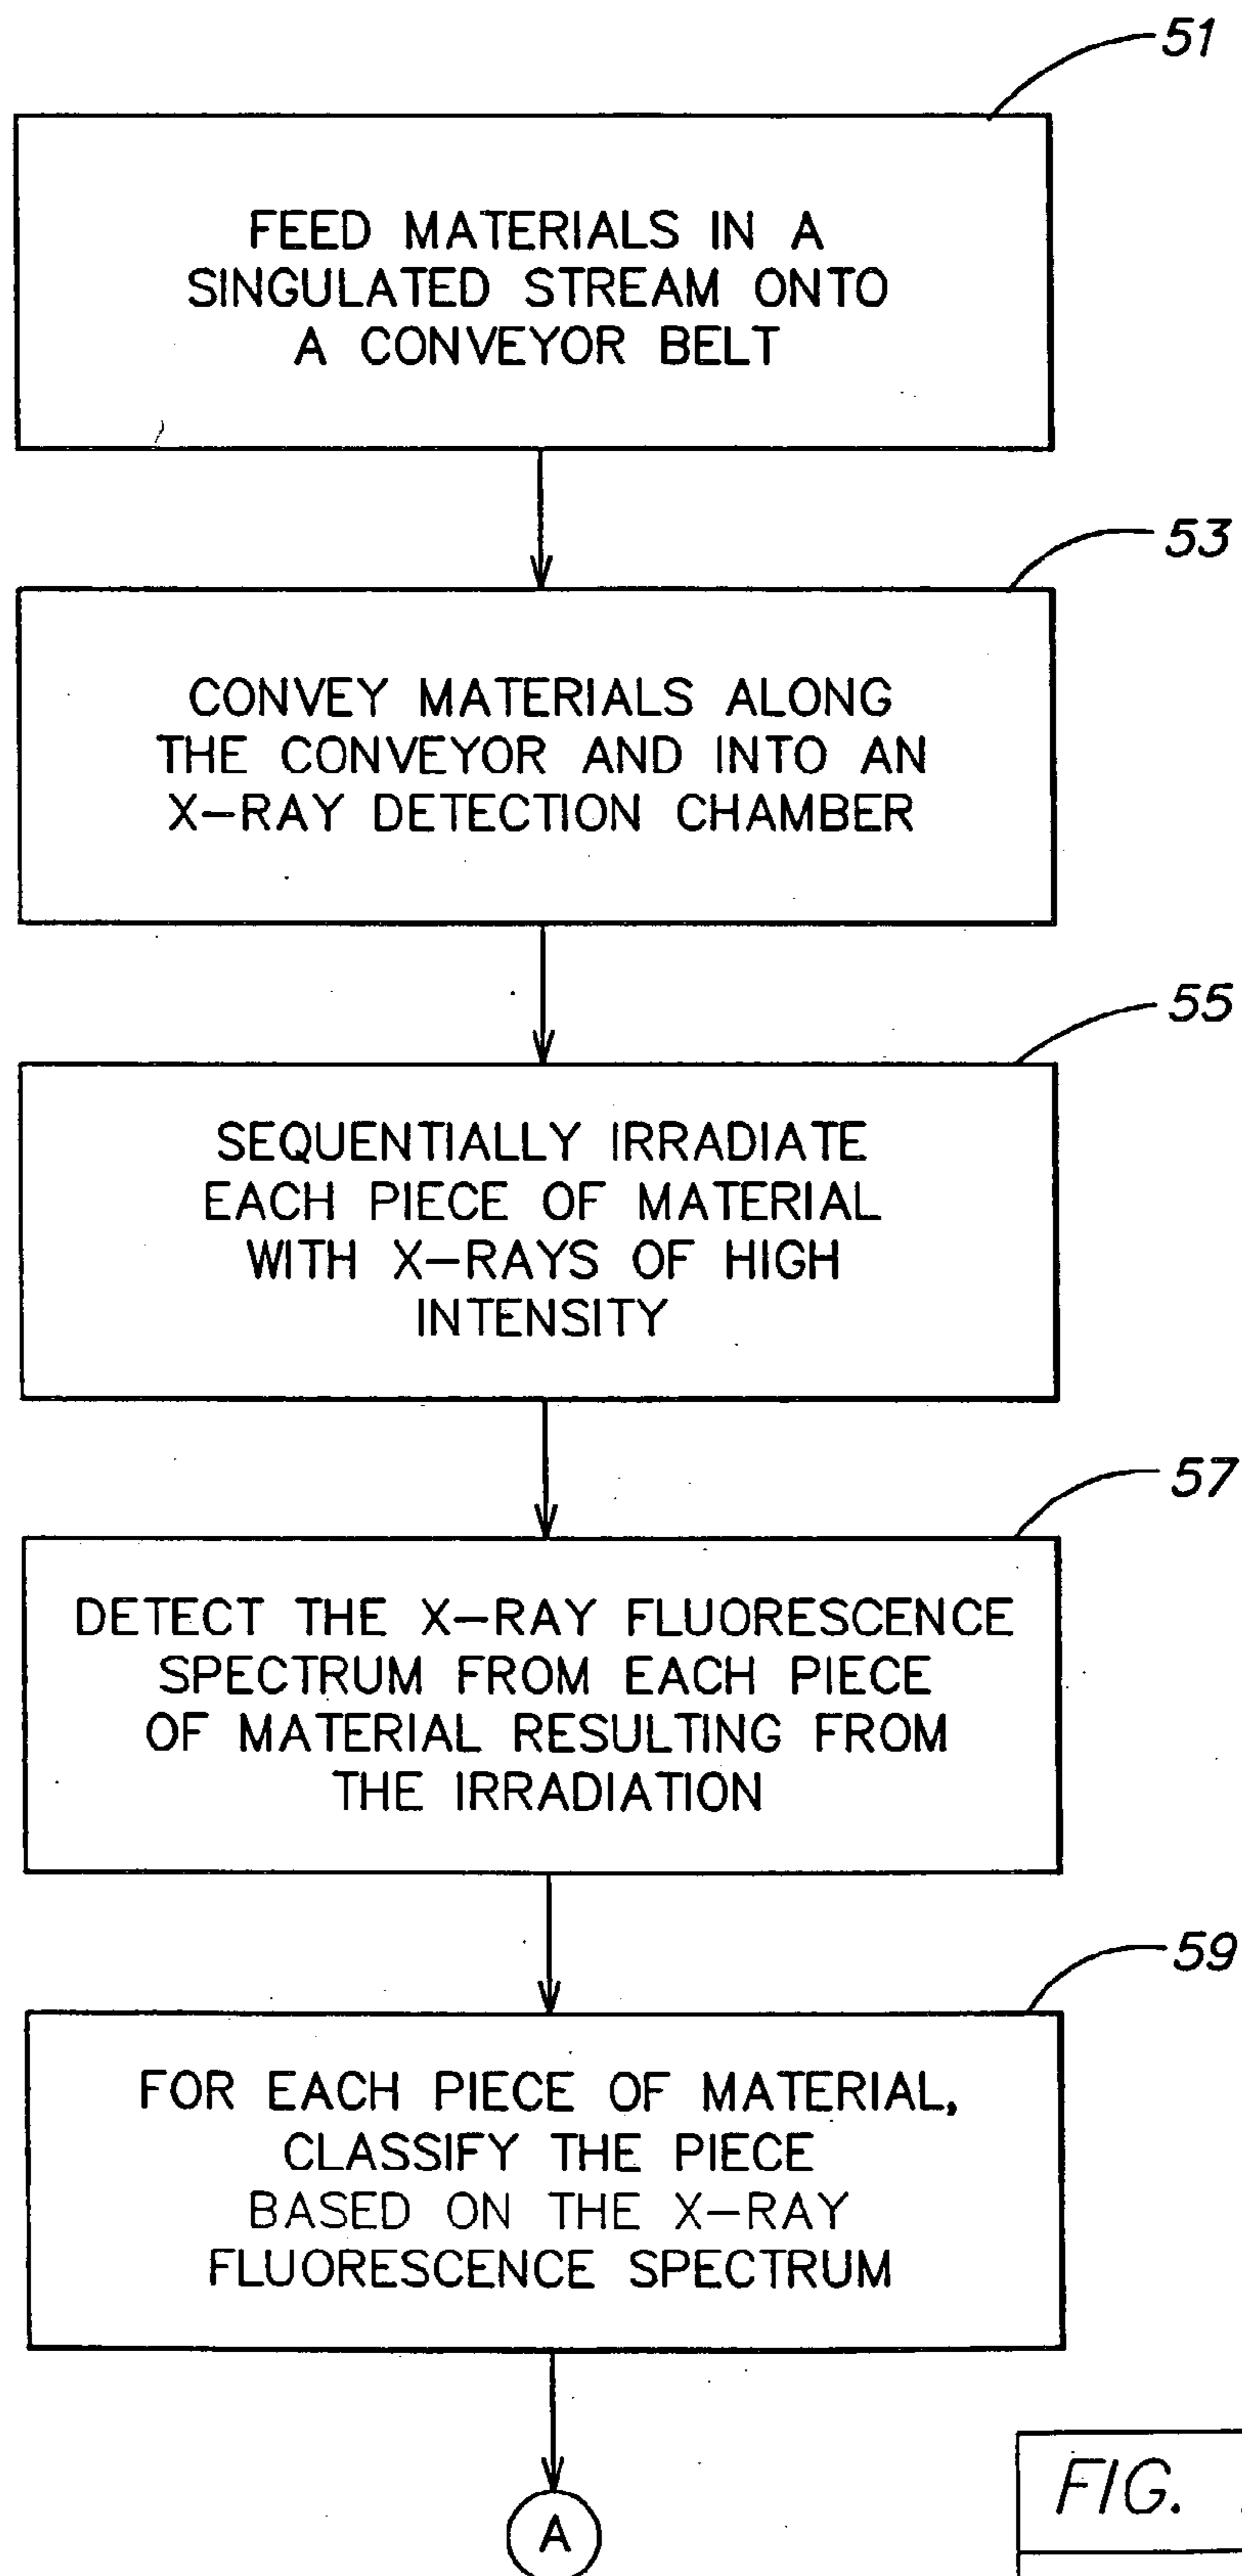 51
FEED MATERIALS IN A
SINGULATED STREAM ONTO
A CONVEYOR BELT
53
CONVEY MATERIALS ALONG
THE CONVEYOR AND INTO AN
X-RAY DETECTION CHAMBER
55
SEQUENTIALLY IRRADIATE
EACH PIECE OF MATERIAL
WITH X-RAYS OF HIGH
INTENSITY
57
DETECT THE X-RAY FLUORESCENCE
SPECTRUM FROM EACH PIECE
OF MATERIAL RESULTING FROM
THE IRRADIATION
59
FOR EACH PIECE OF MATERIAL,
CLASSIFY THE PIECE
BASED ON THE X-RAY
FLUORESCENCE SPECTRUM
A
FIG.